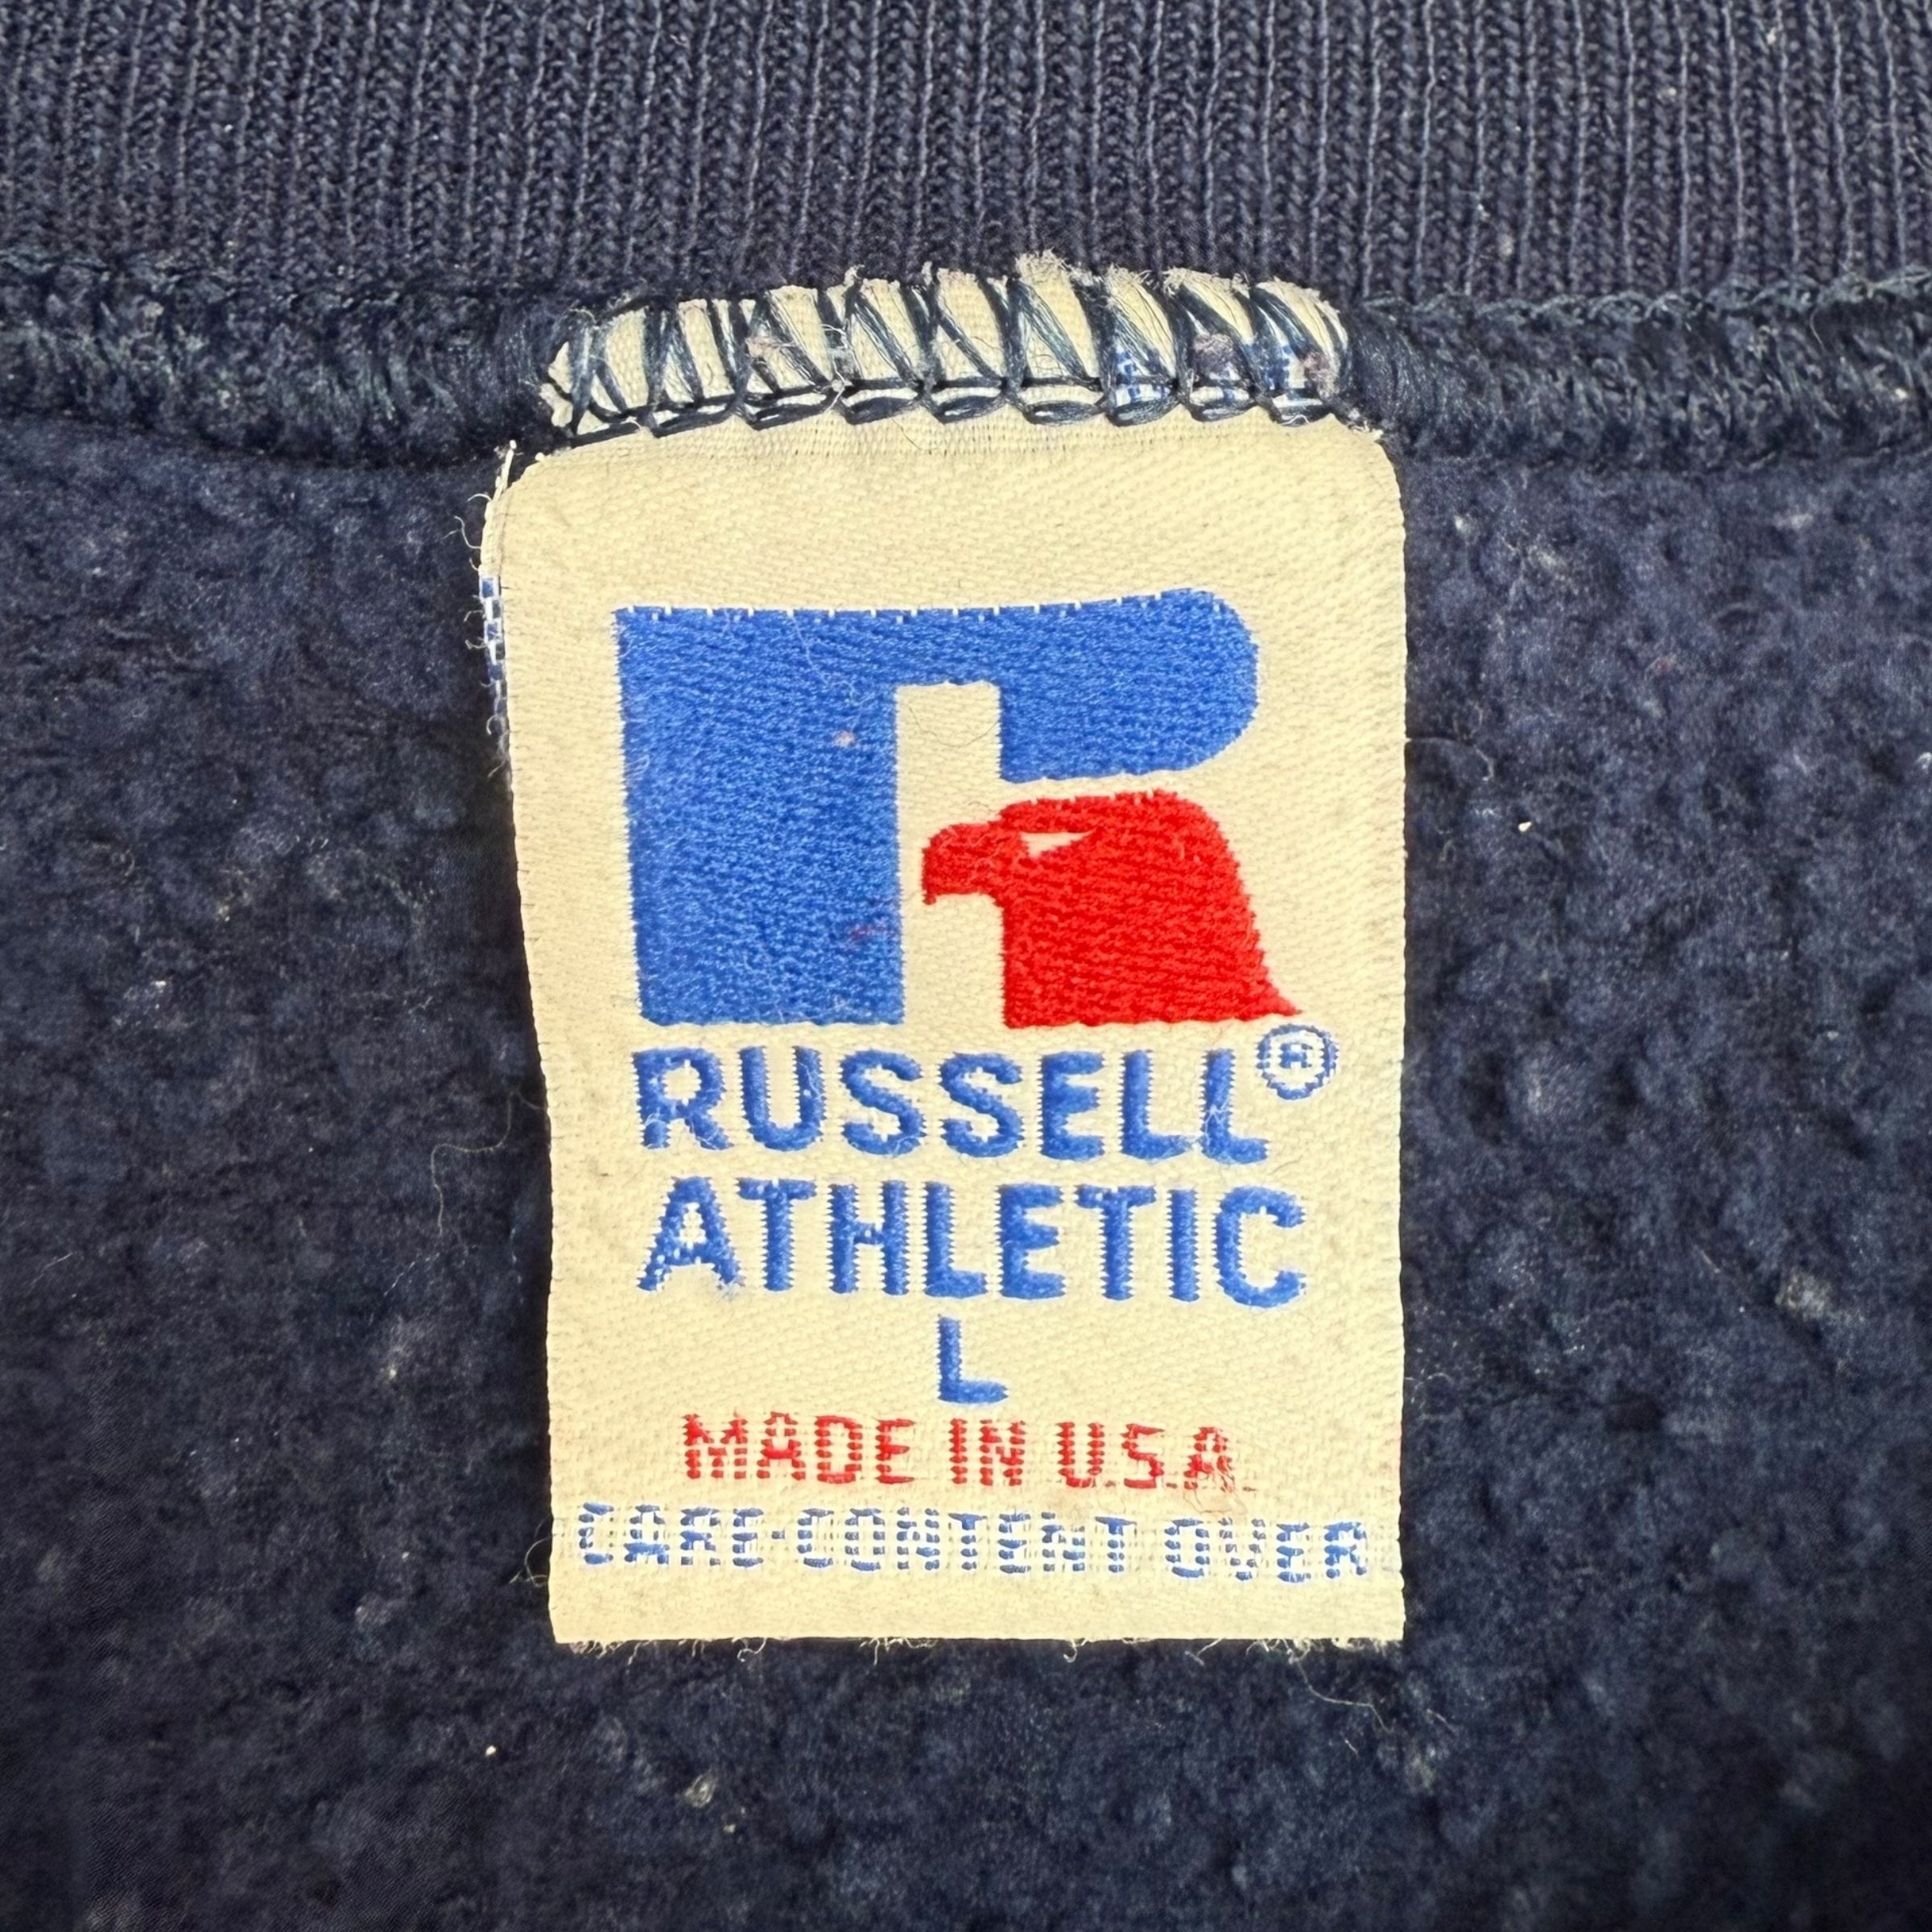 RUSSELL®
ATHLETIC
L
MADE IN U.S.A.
CARE-CONTENT OVER